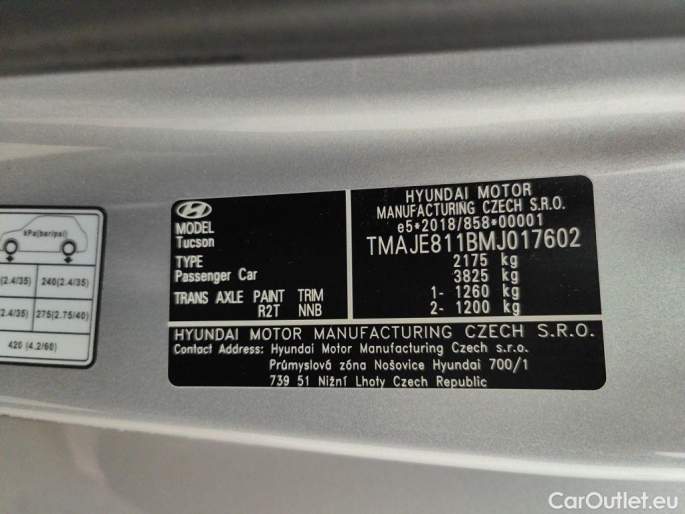 kPa(bar/psi)
(2.4/35) 240(2.4/35)
(2.4/35) 275(2.75/40)
420 (4.2/60)
MODEL
Tucson
TYPE
Passenger Car
TRANS AXLE PAINT TRIM
R2T NNB
HYUNDAI MOTOR
MANUFACTURING CZECH S.R.O.
e5*2018/858*00001
TMAJE811BMJ017602
2175 kg
3825 kg
1- 1260 kg
2- 1200 kg
HYUNDAI MOTOR MANUFACTURING CZECH S.R.O.
Contact Address: Hyundai Motor Manufacturing Czech s.r.o.
Průmyslová zóna Nošovice Hyundai 700/1
739 51 Nižní Lhoty Czech Republic
CarOutlet.eu